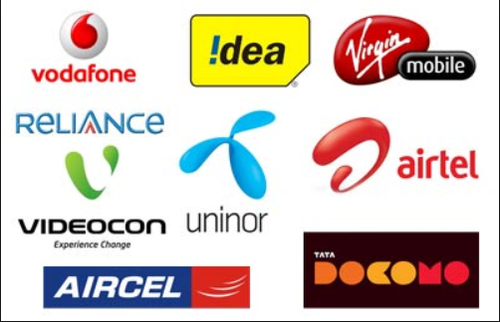 vodafone
!dea
Virgin mobile
RELIANCE
airtel
VIDEOCON
Experience Change
uninor
AIRCEL
TATA
DOCOMO